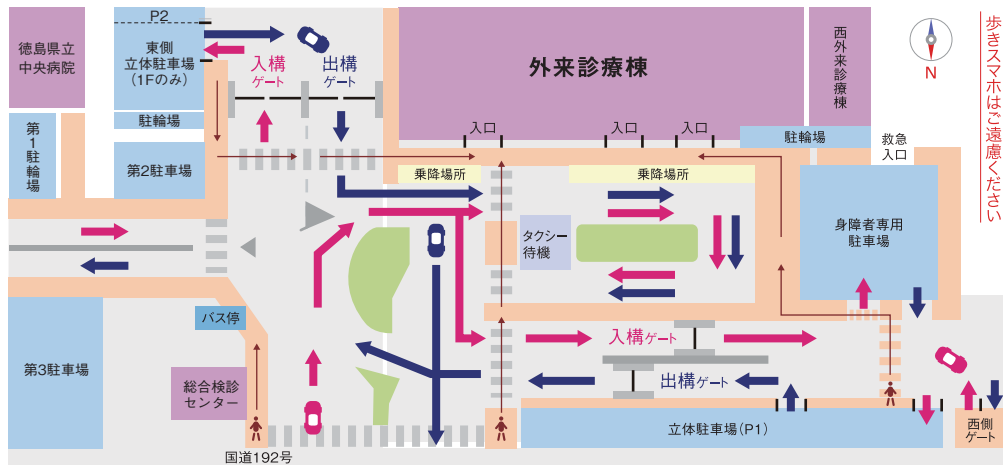 P2
徳島県立
中央病院
東側
立体駐車場
(1Fのみ)
駐輪場
第1駐輪場
第2駐車場
入構
ゲート
出構
ゲート
外来診療棟
西外来診療棟
N
歩きスマホはご遠慮ください
入口
入口
入口
駐輪場
救急
入口
乗降場所
乗降場所
タクシー
待機
身障者専用
駐車場
バス停
第3駐車場
総合検診
センター
入構ゲート
出構ゲート
立体駐車場(P1)
西側
ゲート
国道192号